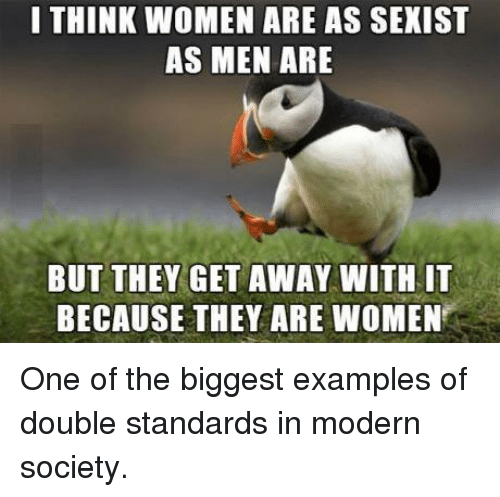 I THINK WOMEN ARE AS SEXIST
AS MEN ARE
BUT THEY GET AWAY WITH IT
BECAUSE THEY ARE WOMEN
One of the biggest examples of
double standards in modern
society.